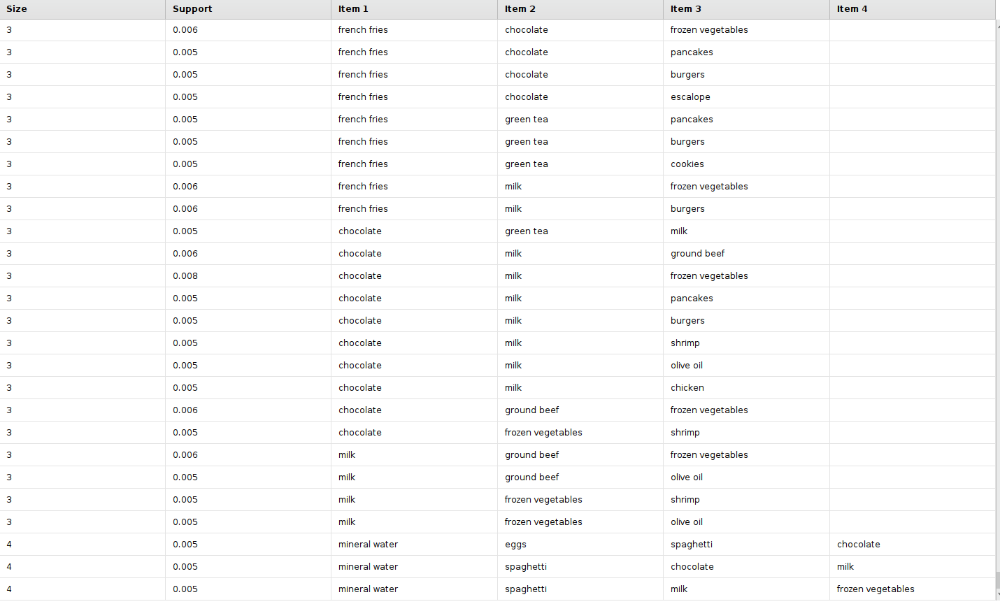 Size Support Item 1 Item 2 Item 3 Item 4
3 0.006 french fries chocolate frozen vegetables
3 0.005 french fries chocolate pancakes
3 0.005 french fries chocolate burgers
3 0.005 french fries chocolate escalope
3 0.005 french fries green tea pancakes
3 0.005 french fries green tea burgers
3 0.005 french fries green tea cookies
3 0.006 french fries milk frozen vegetables
3 0.006 french fries milk burgers
3 0.005 chocolate green tea milk
3 0.006 chocolate milk ground beef
3 0.008 chocolate milk frozen vegetables
3 0.005 chocolate milk pancakes
3 0.005 chocolate milk burgers
3 0.005 chocolate milk shrimp
3 0.005 chocolate milk olive oil
3 0.005 chocolate milk chicken
3 0.006 chocolate ground beef frozen vegetables
3 0.005 chocolate frozen vegetables shrimp
3 0.006 milk ground beef frozen vegetables
3 0.005 milk ground beef olive oil
3 0.005 milk frozen vegetables shrimp
3 0.005 milk frozen vegetables olive oil
4 0.005 mineral water eggs spaghetti chocolate
4 0.005 mineral water spaghetti chocolate milk
4 0.005 mineral water spaghetti milk frozen vegetables